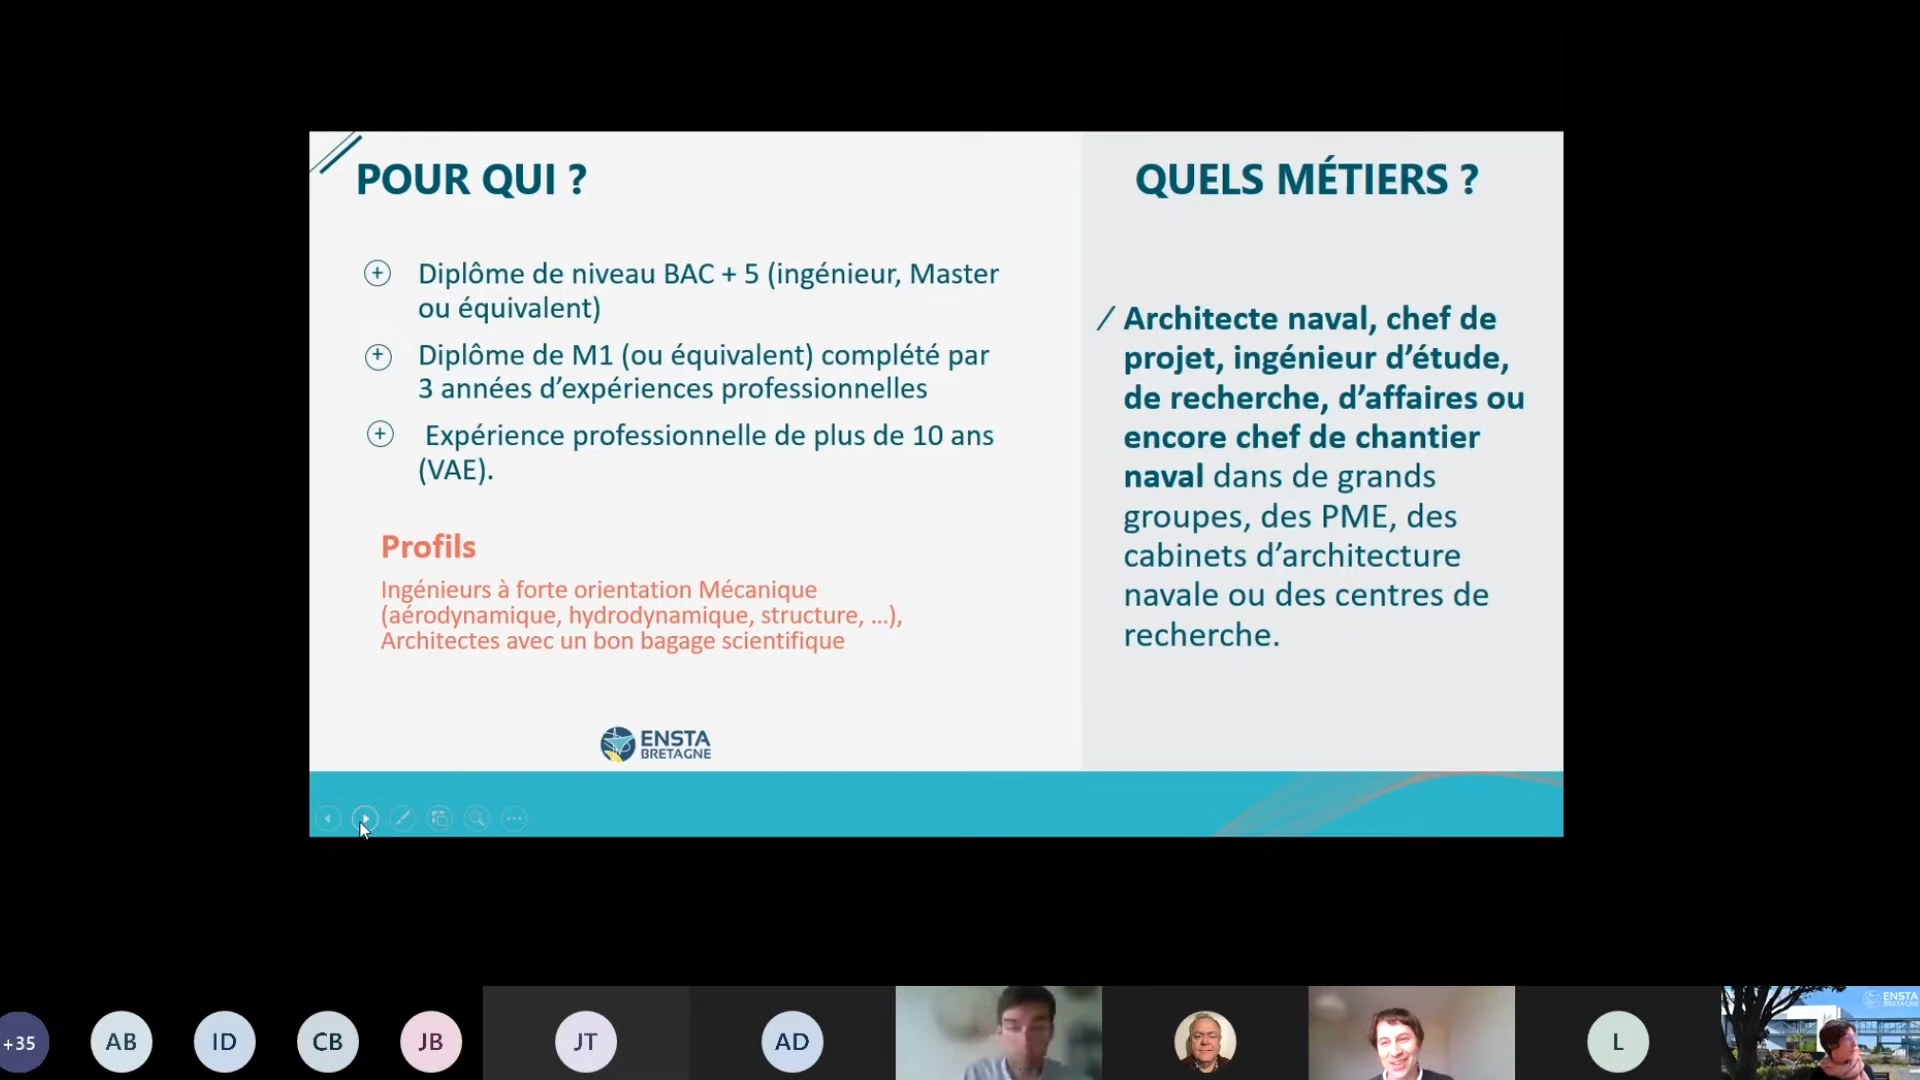 POUR QUI ?
Diplôme de niveau BAC + 5 (ingénieur, Master
ou équivalent)
Diplôme de M1 (ou équivalent) complété par
3 années d’expériences professionnelles
Expérience professionnelle de plus de 10 ans
(VAE).
Profils
Ingénieurs à forte orientation Mécanique
(aérodynamique, hydrodynamique, structure, ...),
Architectes avec un bon bagage scientifique
ENSTA
BRETAGNE
QUELS MÉTIERS ?
/ Architecte naval, chef de
projet, ingénieur d’étude,
de recherche, d’affaires ou
encore chef de chantier
naval dans de grands
groupes, des PME, des
cabinets d’architecture
navale ou des centres de
recherche.
+35
AB
ID
CB
JB
JT
AD
L
ENSTA
BRETAGNE